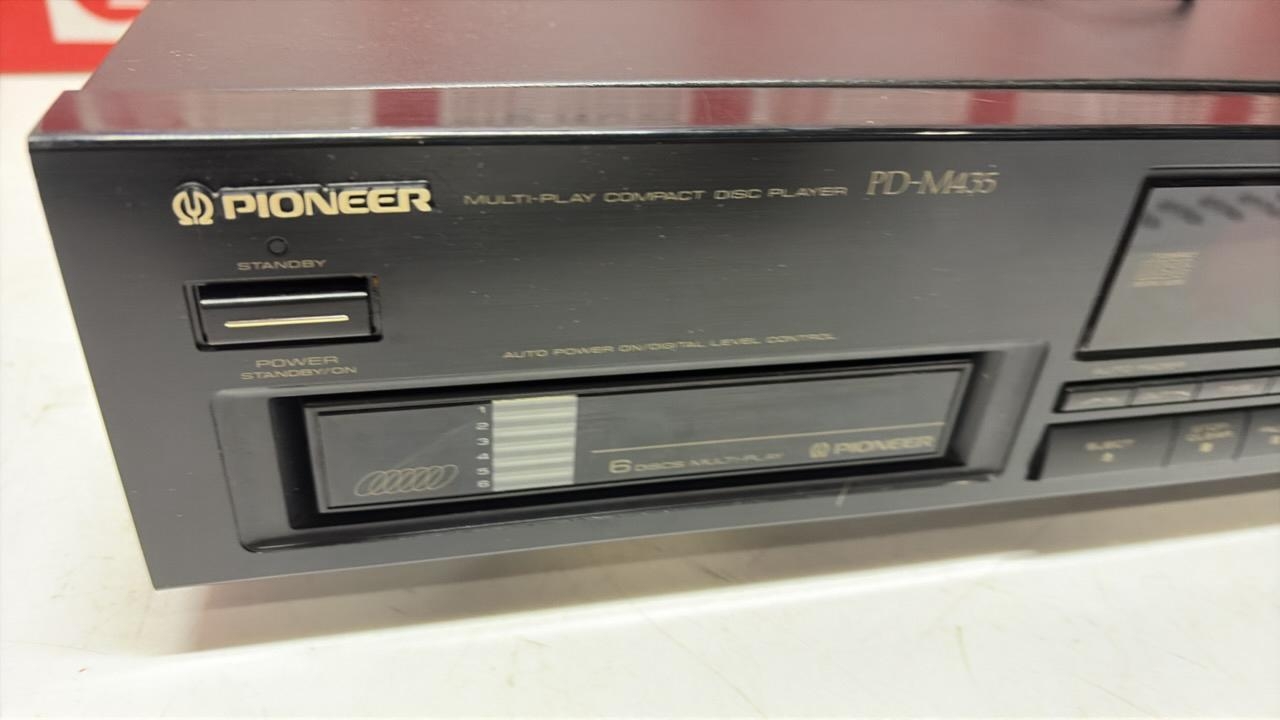 PIONEER MULTI-PLAY COMPACT DISC PLAYER PD-M435
STANDBY
POWER
STANDBY/ON
AUTO POWER ON/DIGITAL LEVEL CONTROL
1
2
3
4
5
6
6 DISCS MULTI-PLAY PIONEER
EJECT